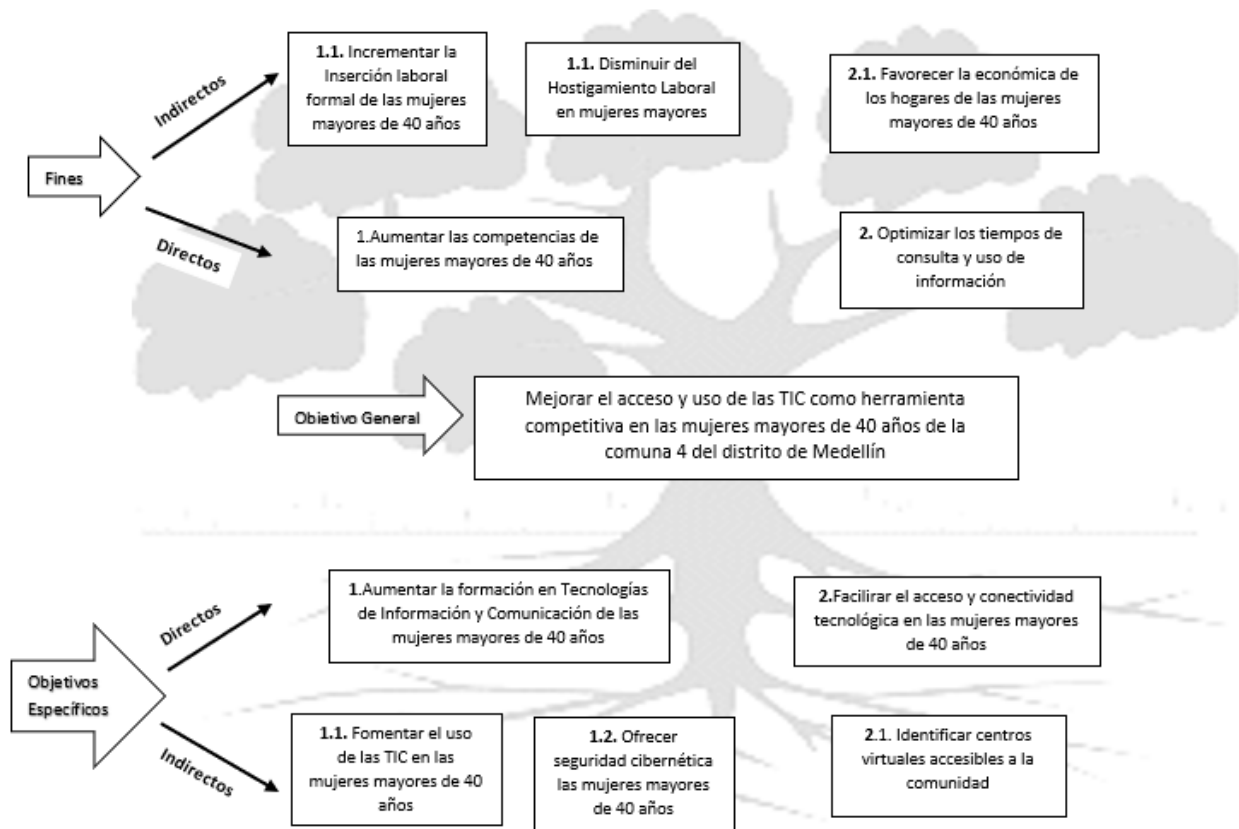 Indirectos
1.1. Incrementar la
Inserción laboral
formal de las mujeres
mayores de 40 años
1.1. Disminuir del
Hostigamiento Laboral
en mujeres mayores
2.1. Favorecer la económica de
los hogares de las mujeres
mayores de 40 años
Fines
Directos
1.Aumentar las competencias de
las mujeres mayores de 40 años
2. Optimizar los tiempos de
consulta y uso de
información
Objetivo General
Mejorar el acceso y uso de las TIC como herramienta
competitiva en las mujeres mayores de 40 años de la
comuna 4 del distrito de Medellín
Directos
1.Aumentar la formación en Tecnologías
de Información y Comunicación de las
mujeres mayores de 40 años
2.Facilirar el acceso y conectividad
tecnológica en las mujeres mayores
de 40 años
Objetivos
Específicos
Indirectos
1.1. Fomentar el uso
de las TIC en las
mujeres mayores de 40
años
1.2. Ofrecer
seguridad cibernética
las mujeres mayores
de 40 años
2.1. Identificar centros
virtuales accesibles a la
comunidad